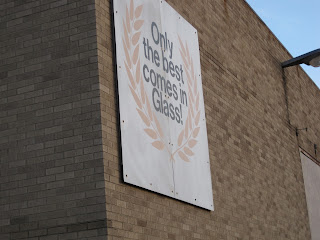 Only
the best
comes in
Glass!